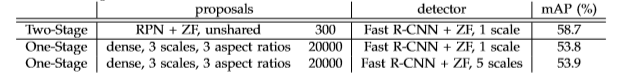 proposals detector mAP (%)
Two-Stage RPN + ZF, unshared 300 Fast R-CNN + ZF, 1 scale 58.7
One-Stage dense, 3 scales, 3 aspect ratios 20000 Fast R-CNN + ZF, 1 scale 53.8
One-Stage dense, 3 scales, 3 aspect ratios 20000 Fast R-CNN + ZF, 5 scales 53.9